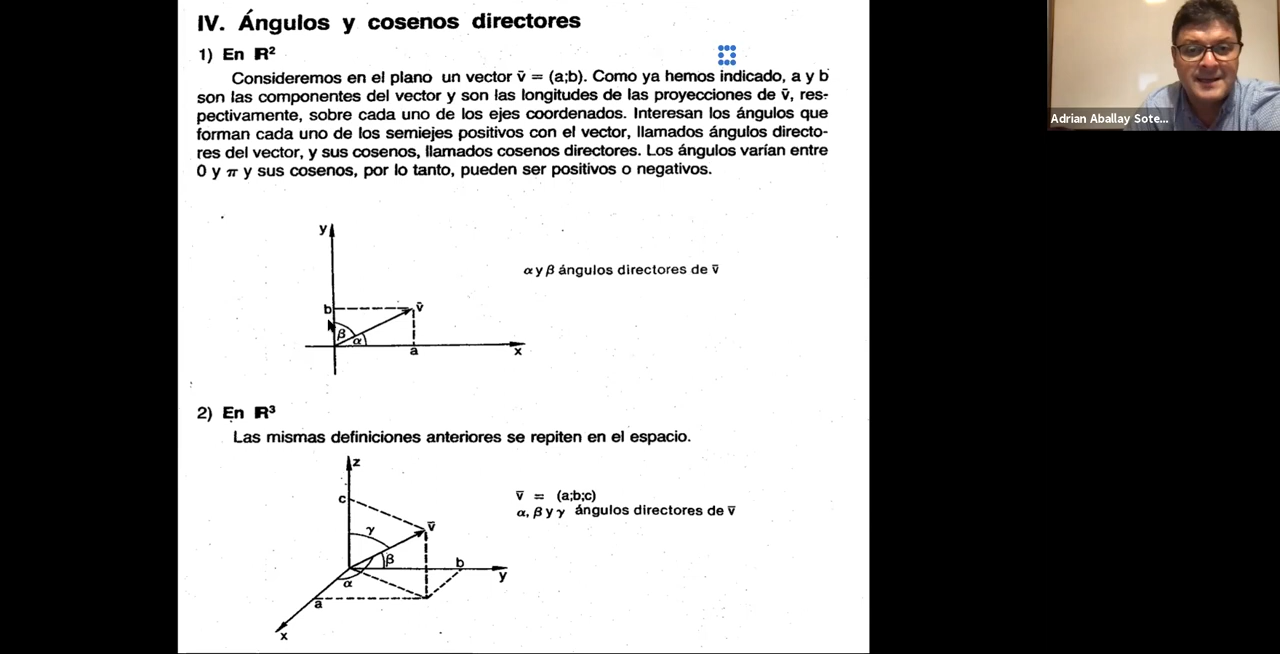 IV. Ángulos y cosenos directores
1) En R²
Consideremos en el plano un vector v̄ = (a;b). Como ya hemos indicado, a y b
son las componentes del vector y son las longitudes de las proyecciones de v̄, res-
pectivamente, sobre cada uno de los ejes coordenados. Interesan los ángulos que
forman cada uno de los semiejes positivos con el vector, llamados ángulos directo-
res del vector, y sus cosenos, llamados cosenos directores. Los ángulos varían entre
0 y π y sus cosenos, por lo tanto, pueden ser positivos o negativos.
y
α y β ángulos directores de v̄
b
v̄
β
α
a
x
2) En R³
Las mismas definiciones anteriores se repiten en el espacio.
z
c
v̄ = (a;b;c)
α, β y γ ángulos directores de v̄
γ
v̄
β
b
α
y
a
x
Adrian Aballay Sote...